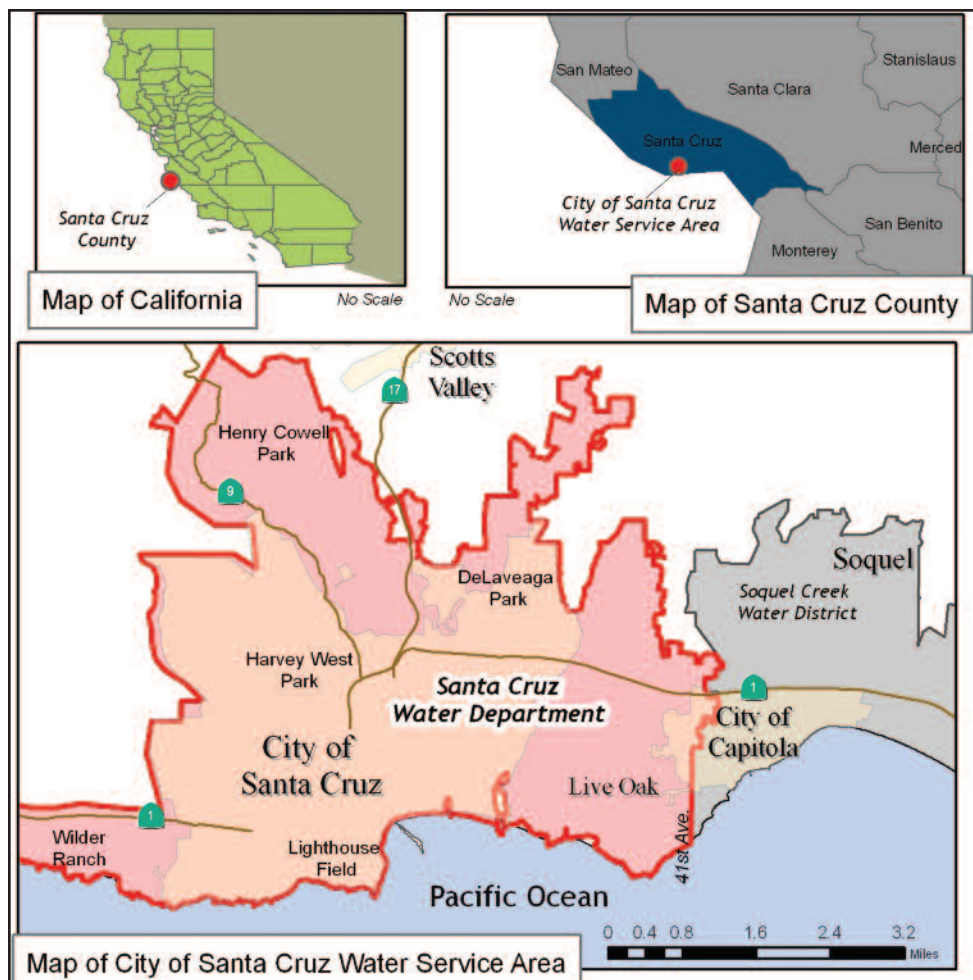 Santa Cruz
County
Map of California
No Scale
San Mateo
Santa Clara
Stanislaus
Santa Cruz
Merced
City of Santa Cruz
Water Service Area
San Benito
Monterey
No Scale
Map of Santa Cruz County
Scotts
Valley
17
Henry Cowell
Park
9
DeLaveaga
Park
Soquel
Soquel Creek
Water District
Harvey West
Park
Santa Cruz
Water Department
1
City of
Capitola
City of
Santa Cruz
Live Oak
1
Wilder
Ranch
Lighthouse
Field
41st Ave.
Pacific Ocean
0 0.4 0.8 1.6 2.4 3.2
Miles
Map of City of Santa Cruz Water Service Area